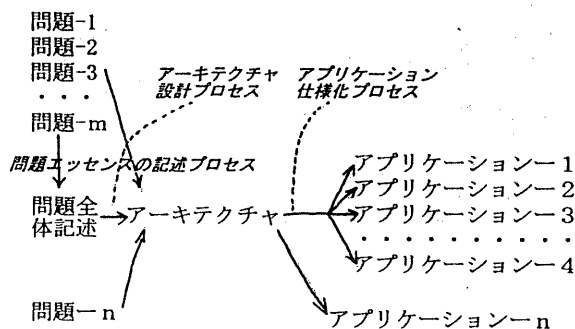 問題-1
問題-2
問題-3
・・・
問題-m
アーキテクチャ
設計プロセス
アプリケーション
仕様化プロセス
問題エッセンスの記述プロセス
問題全
体記述
アーキテクチャ
アプリケーションー1
アプリケーションー2
アプリケーションー3
・・・・・・・・・・
アプリケーションー4
問題ーn
アプリケーションーn